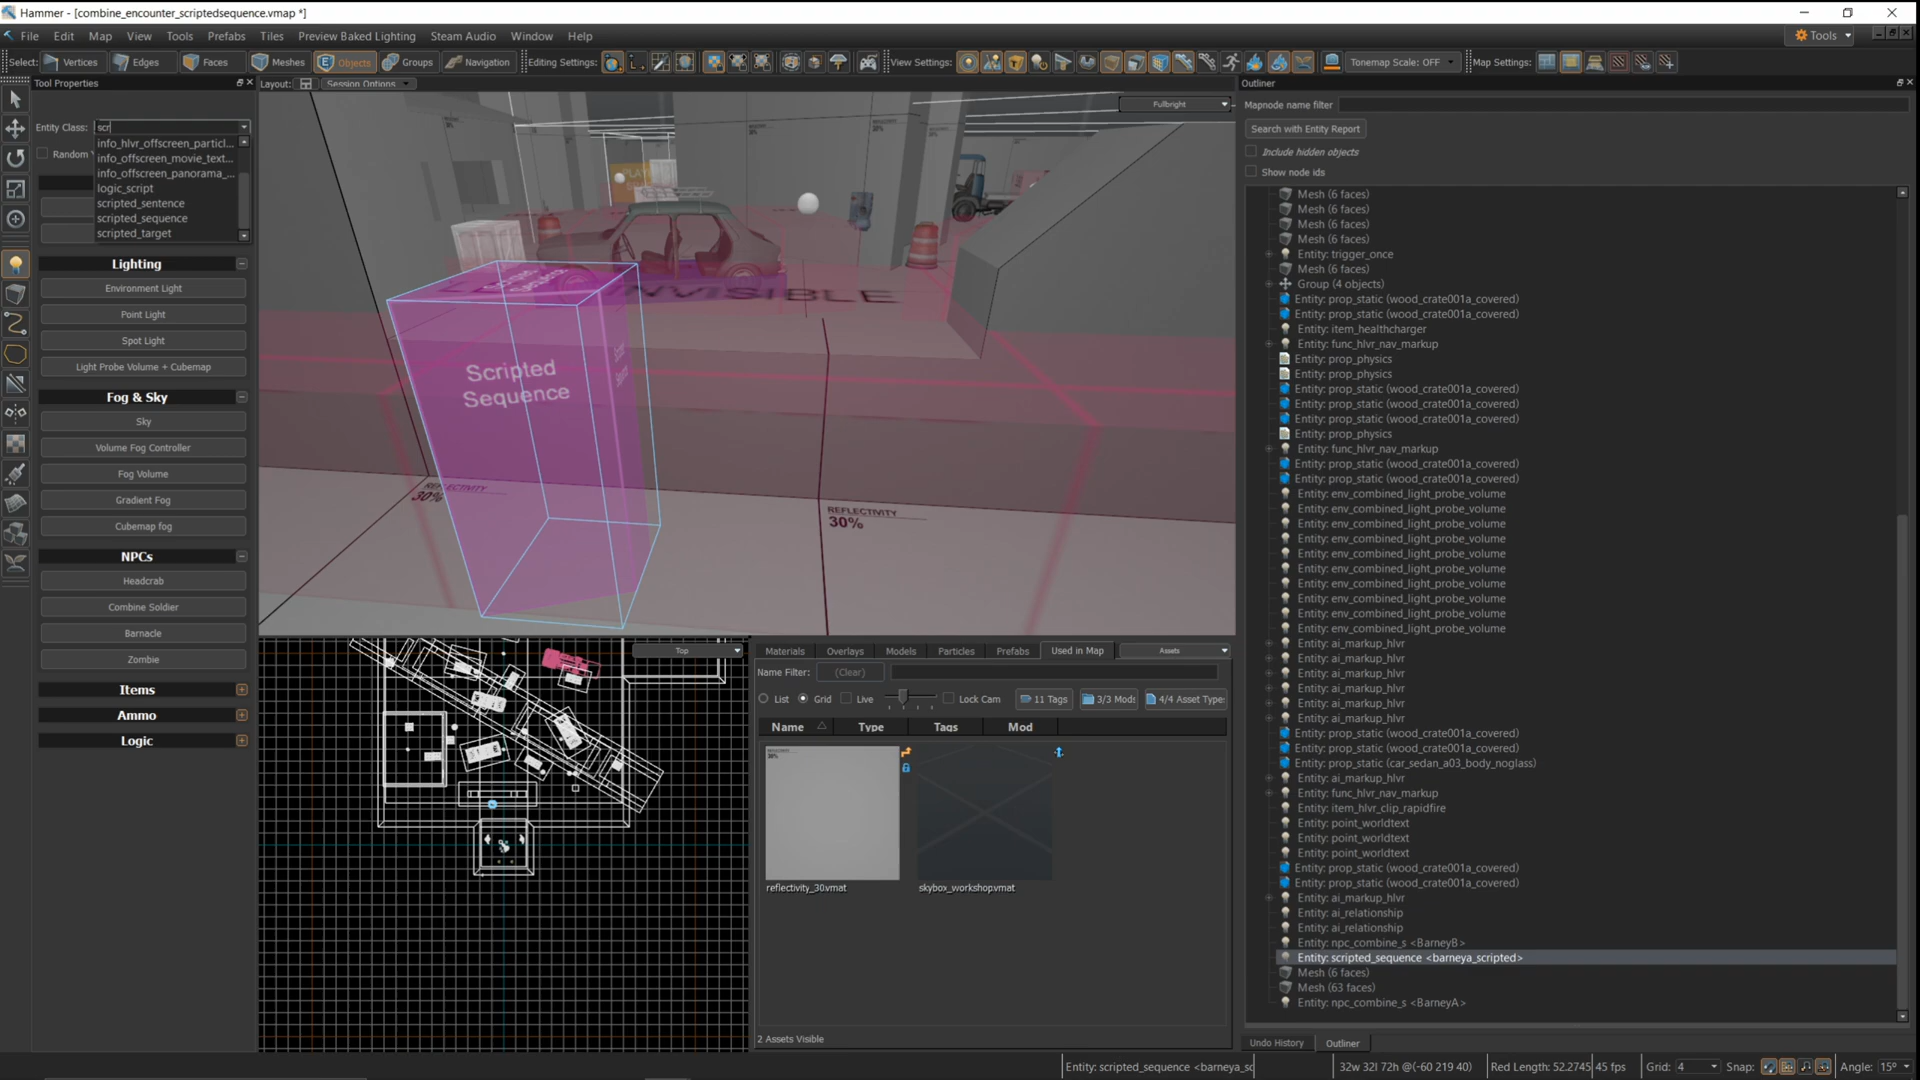 Hammer - [combine_encounter_scriptedsequence.vmap *]
File Edit Map View Tools Prefabs Tiles Preview Baked Lighting Steam Audio Window Help
Tools
Select: Vertices Edges Faces Meshes Objects Groups Navigation Editing Settings: View Settings: Tonemap Scale: OFF Map Settings:
Tool Properties
Layout: Session Options
Outliner
Fullbright
Mapnode name filter
Entity Class: scr
Search with Entity Report
info_hlvr_offscreen_particl...
Random
info_offscreen_movie_text...
info_offscreen_panorama_...
logic_script
scripted_sentence
scripted_sequence
scripted_target
Include hidden objects
Show node ids
Lighting
Environment Light
Point Light
Spot Light
Light Probe Volume + Cubemap
Fog & Sky
Sky
Volume Fog Controller
Fog Volume
Gradient Fog
Cubemap fog
NPCs
Headcrab
Combine Soldier
Barnacle
Zombie
Items
Ammo
Logic
Scripted
Sequence
REFLECTIVITY
30%
REFLECTIVITY
30%
Top
Materials Overlays Models Particles Prefabs Used in Map Assets
Name Filter: (Clear)
List Grid Live Lock Cam 11 Tags 3/3 Mods 4/4 Asset Types
Name Type Tags Mod
reflectivity_30.vmat
skybox_workshop.vmat
2 Assets Visible
Mesh (6 faces)
Mesh (6 faces)
Mesh (6 faces)
Mesh (6 faces)
Entity: trigger_once
Mesh (6 faces)
Group (4 objects)
Entity: prop_static (wood_crate001a_covered)
Entity: prop_static (wood_crate001a_covered)
Entity: item_healthcharger
Entity: func_hlvr_nav_markup
Entity: prop_physics
Entity: prop_physics
Entity: prop_static (wood_crate001a_covered)
Entity: prop_static (wood_crate001a_covered)
Entity: prop_static (wood_crate001a_covered)
Entity: prop_physics
Entity: func_hlvr_nav_markup
Entity: prop_static (wood_crate001a_covered)
Entity: prop_static (wood_crate001a_covered)
Entity: env_combined_light_probe_volume
Entity: env_combined_light_probe_volume
Entity: env_combined_light_probe_volume
Entity: env_combined_light_probe_volume
Entity: env_combined_light_probe_volume
Entity: env_combined_light_probe_volume
Entity: env_combined_light_probe_volume
Entity: env_combined_light_probe_volume
Entity: env_combined_light_probe_volume
Entity: env_combined_light_probe_volume
Entity: ai_markup_hlvr
Entity: ai_markup_hlvr
Entity: ai_markup_hlvr
Entity: ai_markup_hlvr
Entity: ai_markup_hlvr
Entity: ai_markup_hlvr
Entity: prop_static (wood_crate001a_covered)
Entity: prop_static (wood_crate001a_covered)
Entity: prop_static (car_sedan_a03_body_noglass)
Entity: ai_markup_hlvr
Entity: func_hlvr_nav_markup
Entity: item_hlvr_clip_rapidfire
Entity: point_worldtext
Entity: point_worldtext
Entity: point_worldtext
Entity: prop_static (wood_crate001a_covered)
Entity: prop_static (wood_crate001a_covered)
Entity: ai_markup_hlvr
Entity: ai_relationship
Entity: ai_relationship
Entity: npc_combine_s <BarneyB>
Entity: scripted_sequence <barneya_scripted>
Mesh (6 faces)
Mesh (63 faces)
Entity: npc_combine_s <BarneyA>
Undo History Outliner
Entity: scripted_sequence <barneya_sc 32w 32l 72h @(-60 219 40) Red Length: 52.2745 45 fps Grid: 4 Snap: Angle: 15°